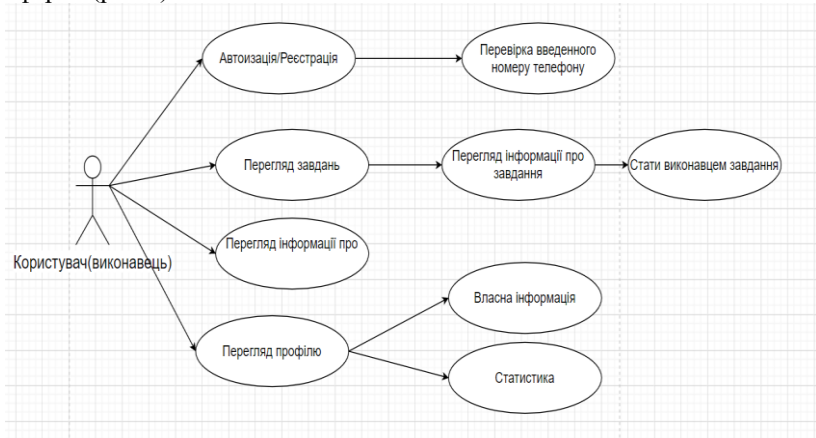 Автоизація/Реєстрація
Перевірка введенного
номеру телефону
Перегляд завдань
Перегляд інформації про
завдання
Стати виконавцем завдання
Перегляд інформації про
Користувач(виконавець)
Власна інформація
Перегляд профілю
Статистика